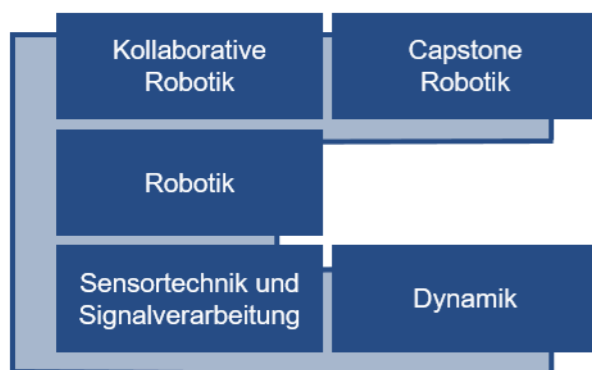 Kollaborative
Robotik
Capstone
Robotik
Robotik
Sensortechnik und
Signalverarbeitung
Dynamik